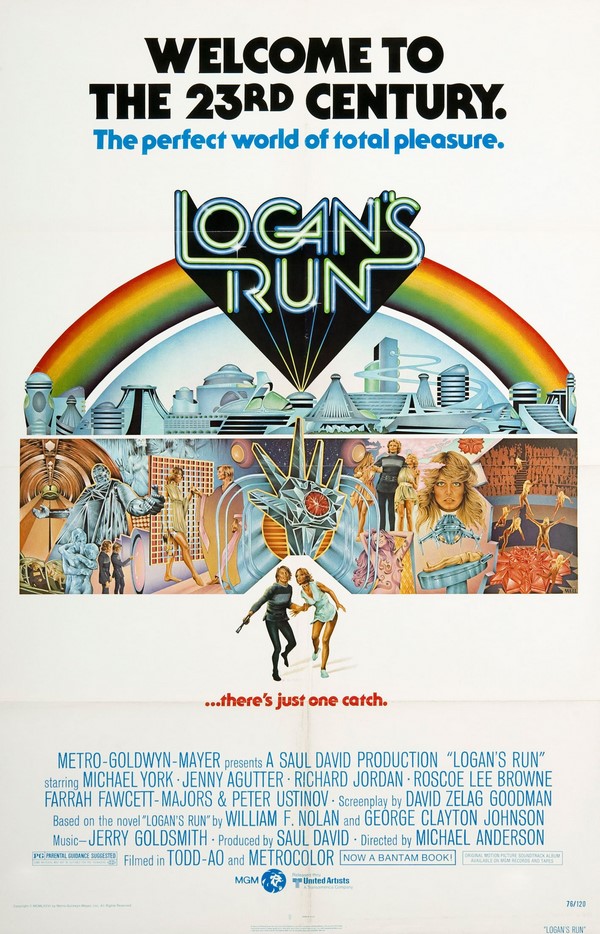 WELCOME TO
THE 23RD CENTURY.
The perfect world of total pleasure.
LOGAN'S
RUN
...there's just one catch.
METRO-GOLDWYN-MAYER presents A SAUL DAVID PRODUCTION "LOGAN'S RUN"
starring MICHAEL YORK · JENNY AGUTTER · RICHARD JORDAN · ROSCOE LEE BROWNE
FARRAH FAWCETT-MAJORS & PETER USTINOV · Screenplay by DAVID ZELAG GOODMAN
Based on the novel "LOGAN'S RUN" by WILLIAM F. NOLAN and GEORGE CLAYTON JOHNSON
Music—JERRY GOLDSMITH · Produced by SAUL DAVID · Directed by MICHAEL ANDERSON
PG PARENTAL GUIDANCE SUGGESTED
Filmed in TODD-AO and METROCOLOR
NOW A BANTAM BOOK!
ORIGINAL MOTION PICTURE SOUNDTRACK ALBUM
AVAILABLE ON MGM RECORDS AND TAPES
MGM
United Artists
A Transamerica Company
76/120
"LOGAN'S RUN"